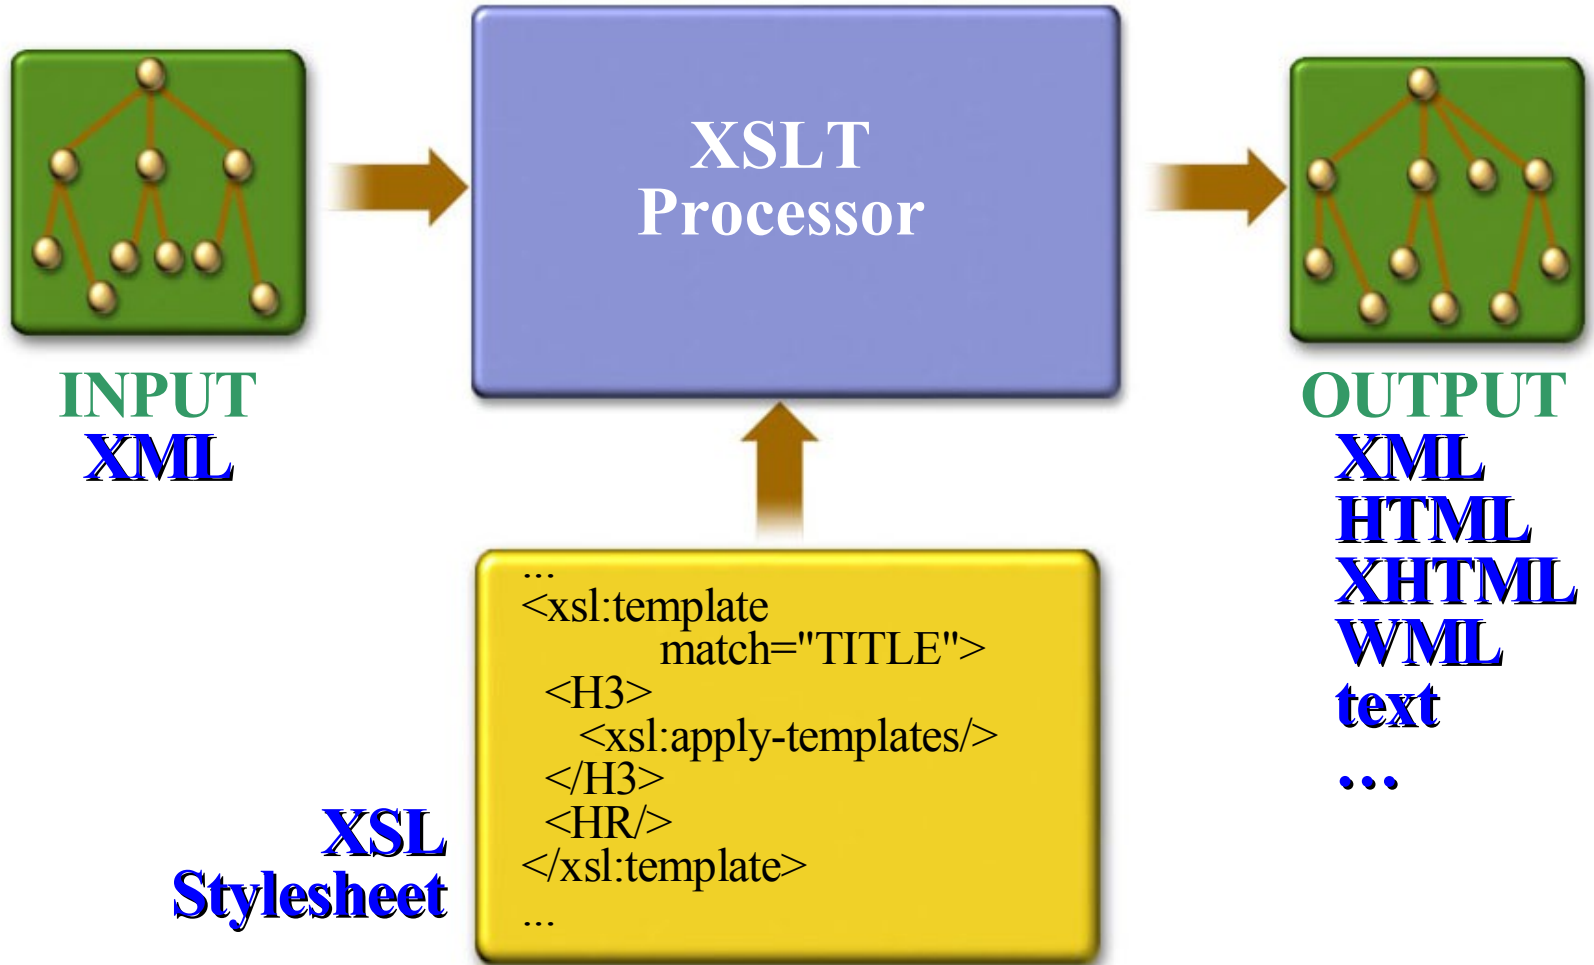 XSLT
Processor
INPUT
XML
OUTPUT
XML
HTML
XHTML
WML
text
...
XSL
Stylesheet
...
<xsl:template
match="TITLE">
<H3>
<xsl:apply-templates/>
</H3>
<HR/>
</xsl:template>
...